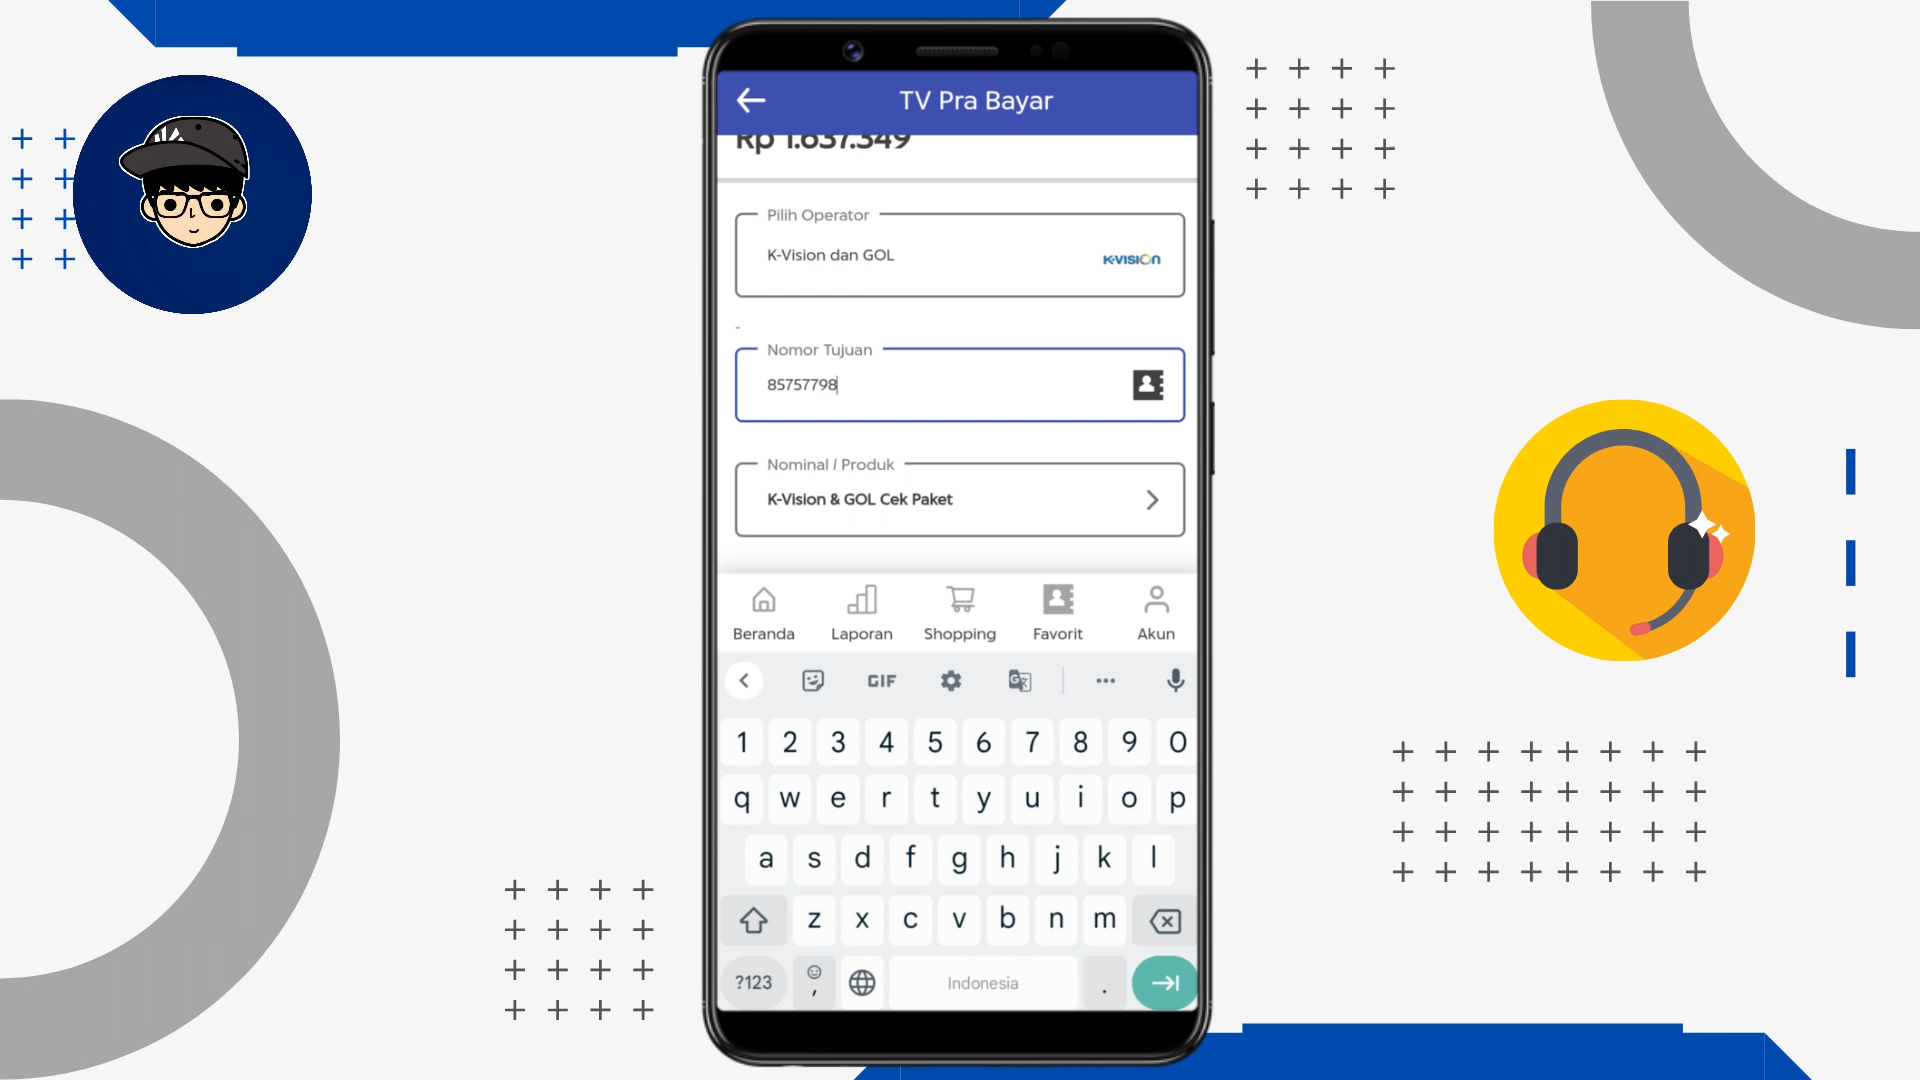 TV Pra Bayar
Rp 1.637.349
Pilih Operator
K-Vision dan GOL
K-VISION
-
Nomor Tujuan
85757798
Nominal / Produk
K-Vision & GOL Cek Paket
Beranda Laporan Shopping Favorit Akun
GIF G
1 2 3 4 5 6 7 8 9 0
q w e r t y u i o p
a s d f g h j k l
z x c v b n m
?123 , Indonesia .